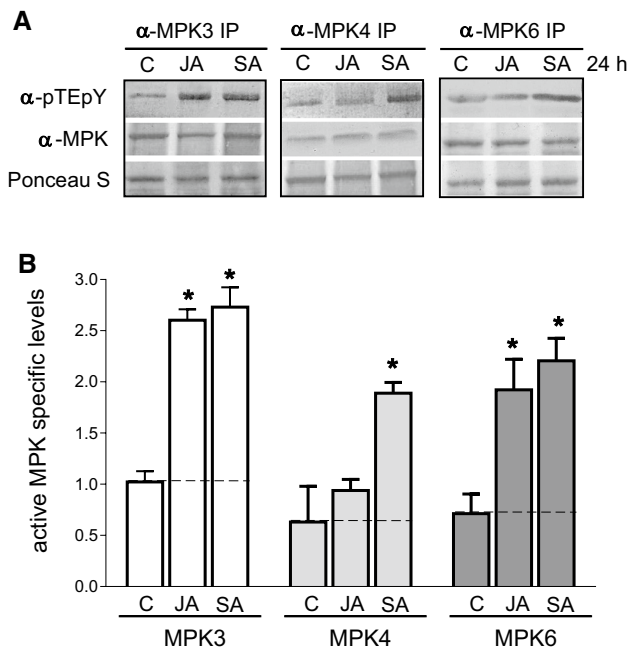 A
α-MPK3 IP
α-MPK4 IP
α-MPK6 IP
C JA SA
C JA SA
C JA SA
24 h
α-pTEpY
α-MPK
Ponceau S
B
active MPK specific levels
3.0
2.5
2.0
1.5
1.0
0.5
0.0
* *
*
* *
C JA SA
C JA SA
C JA SA
MPK3
MPK4
MPK6